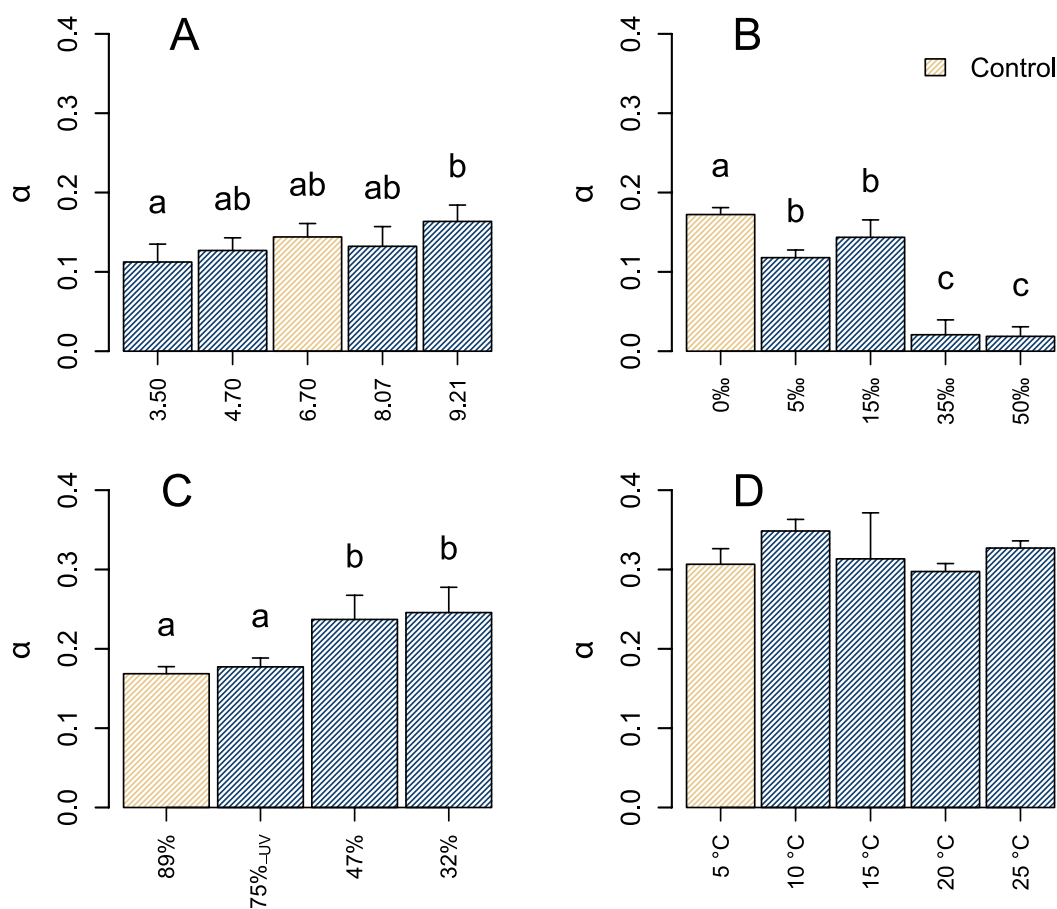 A
B
Control
0.4
0.3
0.2
0.1
0.0
α
a
ab
ab
ab
b
3.50
4.70
6.70
8.07
9.21
0.4
0.3
0.2
0.1
0.0
α
a
b
b
c
c
0‰
5‰
15‰
35‰
50‰
C
0.4
0.3
0.2
0.1
0.0
α
a
a
b
b
89%
75%–UV
47%
32%
D
0.4
0.3
0.2
0.1
0.0
α
5 °C
10 °C
15 °C
20 °C
25 °C